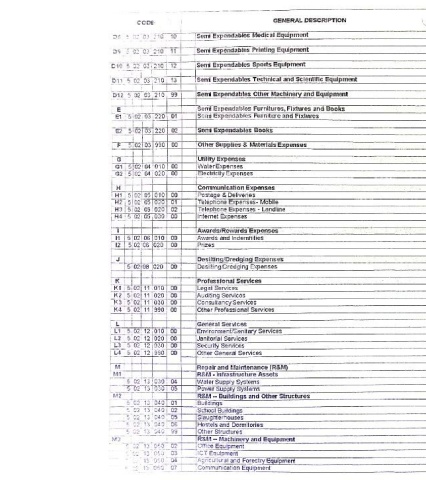 CODE GENERAL DESCRIPTION
D8 5 02 03 210 10 Semi Expendables Medical Equipment
D9 5 02 03 210 11 Semi Expendables Printing Equipment
D10 5 02 03 210 12 Semi Expendables Sports Equipment
D11 5 02 03 210 13 Semi Expendables Technical and Scientific Equipment
D12 5 02 03 210 99 Semi Expendables Other Machinery and Equipment
E Semi Expendables Furnitures, Fixtures and Books
E1 5 02 03 220 01 Semi Expendables Furniture and Fixtures
E2 5 02 03 220 02 Semi Expendables Books
F 5 02 03 990 00 Other Supplies & Materials Expenses
G Utility Expenses
G1 5 02 04 010 00 Water Expenses
G2 5 02 04 020 00 Electricity Expenses
H Communication Expenses
H1 5 02 05 010 00 Postage & Deliveries
H2 5 02 05 020 01 Telephone Expenses- Mobile
H3 5 02 05 020 02 Telephone Expenses - Landline
H4 5 02 05 030 00 Internet Expenses
I Awards/Rewards Expenses
I1 5 02 06 010 00 Awards and Indemnities
I2 5 02 06 020 00 Prizes
J Desilting/Dredging Expenses
5 02 08 020 00 Desilting/Dredging Expenses
K Professional Services
K1 5 02 11 010 00 Legal Services
K2 5 02 11 020 00 Auditing Services
K3 5 02 11 030 00 Consultancy Services
K4 5 02 11 990 00 Other Professional Services
L General Services
L1 5 02 12 010 00 Environment/Sanitary Services
L2 5 02 12 020 00 Janitorial Services
L3 5 02 12 030 00 Security Services
L4 5 02 12 990 00 Other General Services
M Repair and Maintenance (R&M)
M1 R&M - Infrastructure Assets
5 02 13 030 04 Water Supply Systems
5 02 13 030 05 Power Supply Systems
M2 R&M -- Buildings and Other Structures
5 02 13 040 01 Buildings
5 02 13 040 02 School Buildings
5 02 13 040 05 Slaughterhouses
5 02 13 040 06 Hostels and Dormitories
5 02 13 040 99 Other Structures
M3 R&M -- Machinery and Equipment
5 02 13 050 02 Office Equipment
5 02 13 050 03 ICT Equipment
5 02 13 050 04 Agricultural and Forestry Equipment
5 02 13 050 07 Communication Equipment